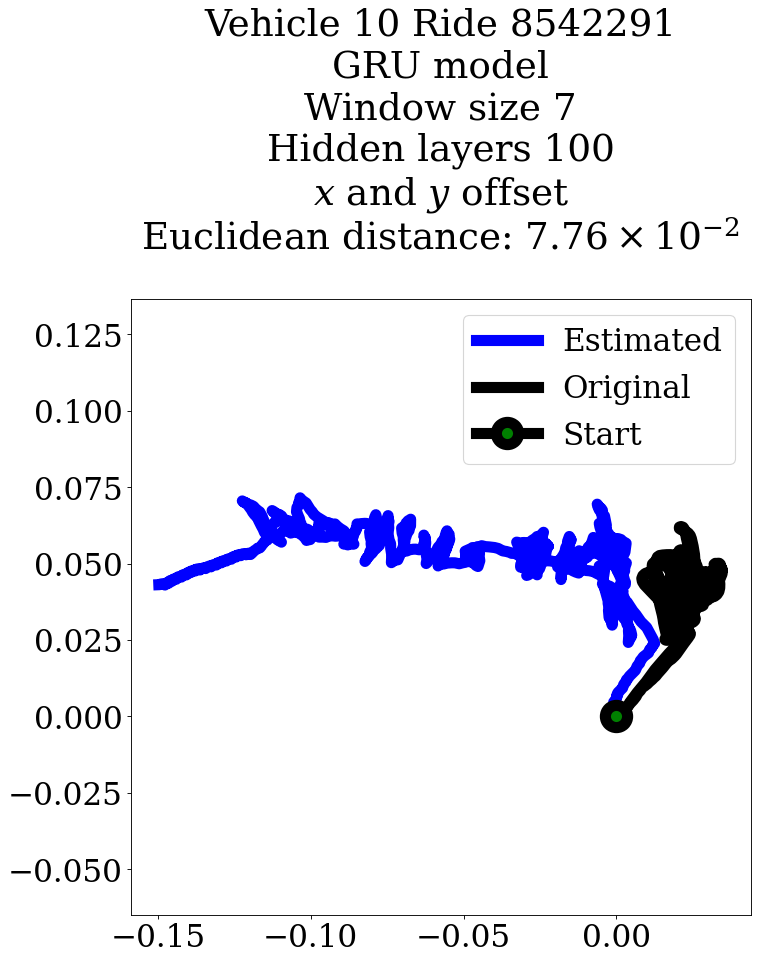 Vehicle 10 Ride 8542291
GRU model
Window size 7
Hidden layers 100
x and y offset
Euclidean distance: 7.76 × 10⁻²
Estimated
Original
Start
0.125
0.100
0.075
0.050
0.025
0.000
−0.025
−0.050
−0.15 −0.10 −0.05 0.00